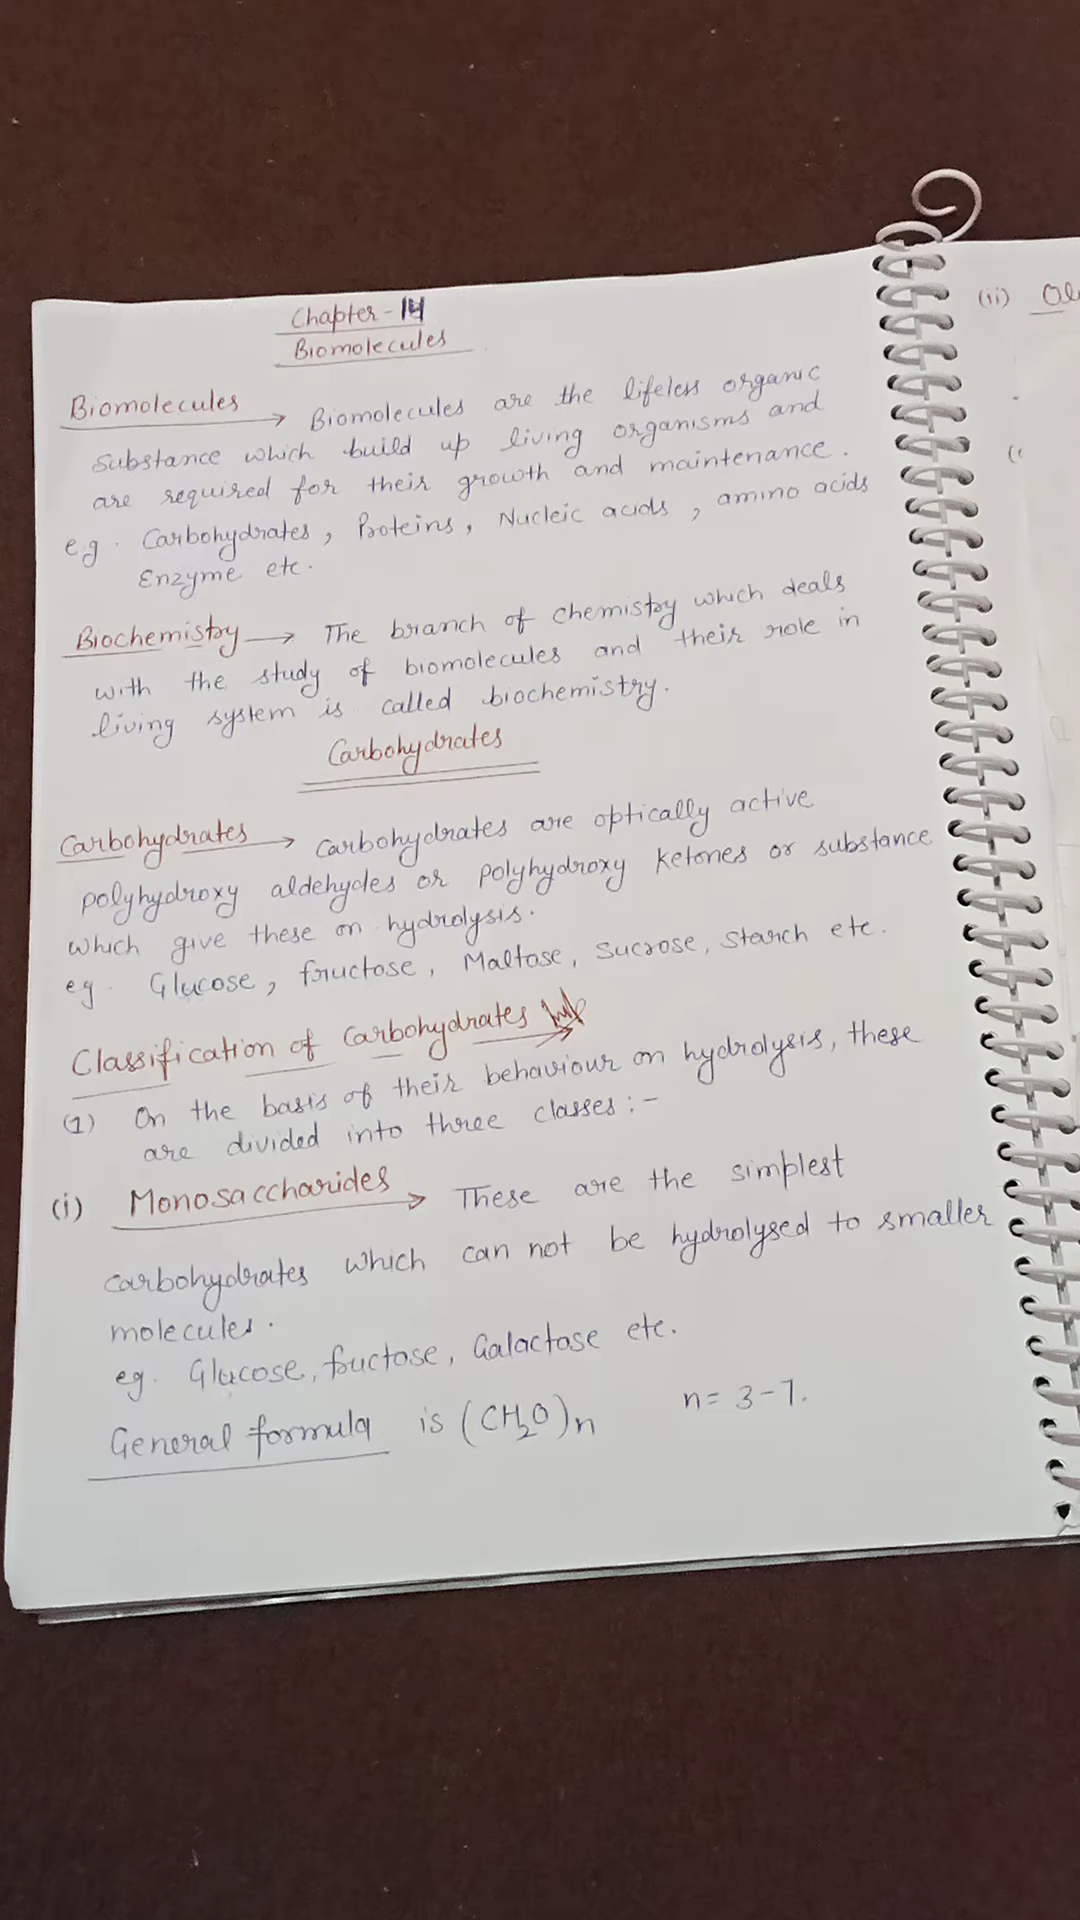 Chapter-14
Biomolecules
Biomolecules → Biomolecules are the lifeless organic
substance which build up living organisms and
are required for their growth and maintenance.
e.g. Carbohydrates, Proteins, Nucleic acids, amino acids
Enzyme etc.
Biochemistry → The branch of chemistry which deals
with the study of biomolecules and their role in
living system is called biochemistry.
Carbohydrates
Carbohydrates → Carbohydrates are optically active
polyhydroxy aldehydes or polyhydroxy ketones or substance
which give these on hydrolysis.
eg. Glucose, fructose, Maltose, Sucrose, Starch etc.
Classification of Carbohydrates Imp
(1) On the basis of their behaviour on hydrolysis, these
are divided into three classes:-
(i) Monosaccharides → These are the simplest
carbohydrates which can not be hydrolysed to smaller
molecules.
eg. Glucose, fructose, Galactose etc.
General formula is (CH₂O)n n= 3-7.
(ii)